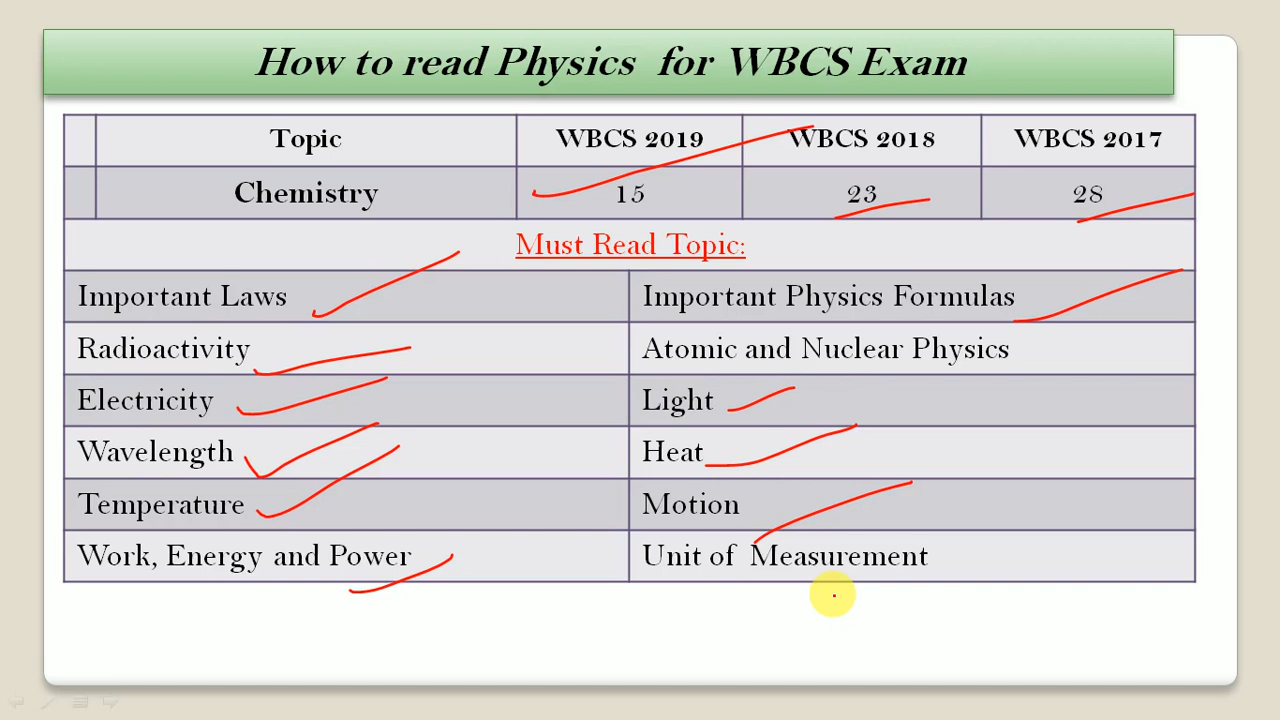 How to read Physics for WBCS Exam
Topic WBCS 2019 WBCS 2018 WBCS 2017
Chemistry 15 23 28
Must Read Topic:
Important Laws Important Physics Formulas
Radioactivity Atomic and Nuclear Physics
Electricity Light
Wavelength Heat
Temperature Motion
Work, Energy and Power Unit of Measurement